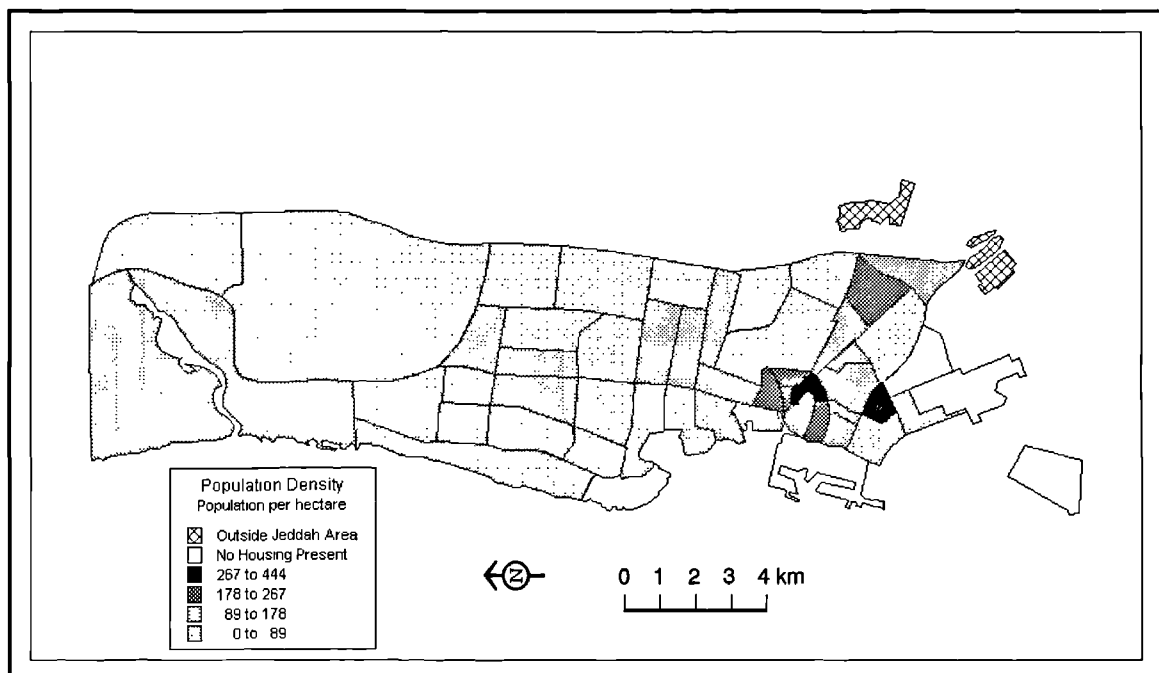 Population Density
Population per hectare
Outside Jeddah Area
No Housing Present
267 to 444
178 to 267
89 to 178
0 to 89
N
0 1 2 3 4 km